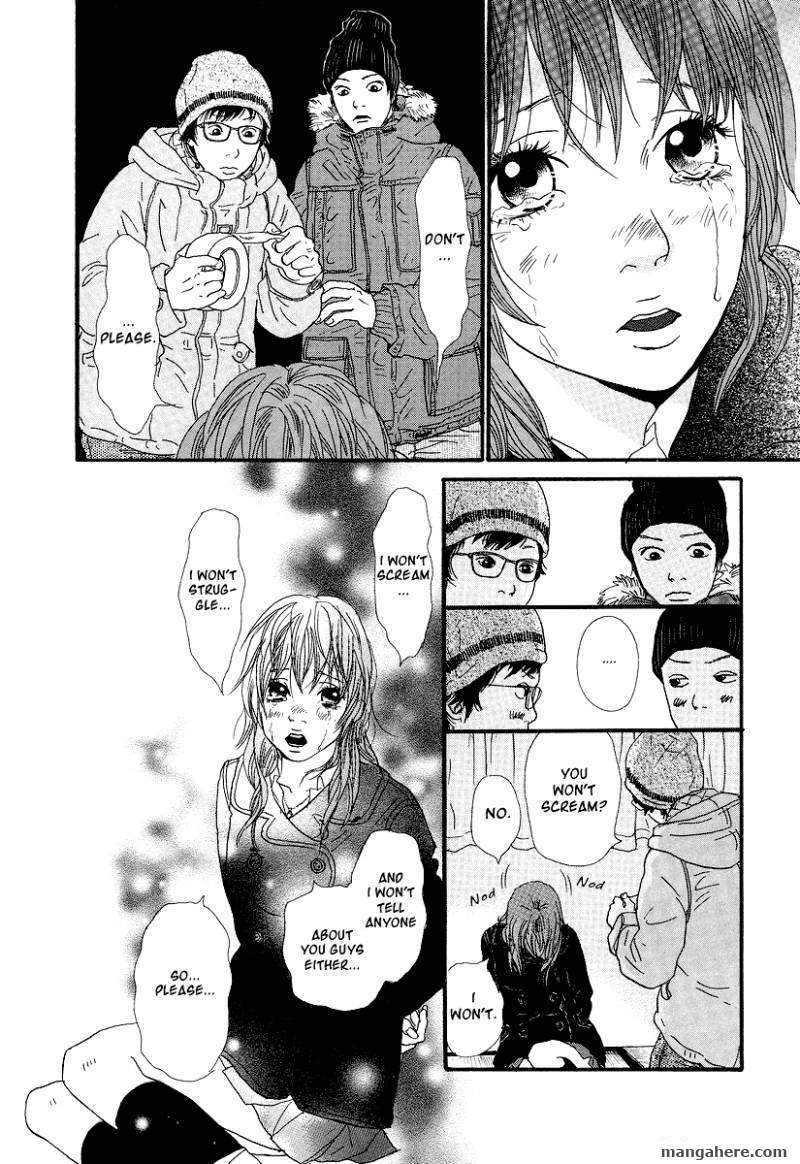 DON'T
...
...
PLEASE.
I WON'T
SCREAM
...
I WON'T
STRUG-
GLE...
AND
I WON'T
TELL
ANYONE
ABOUT
YOU GUYS
EITHER...
SO...
PLEASE...
....
YOU
WON'T
SCREAM?
NO.
Nod
Nod
I
WON'T.
mangahere.com